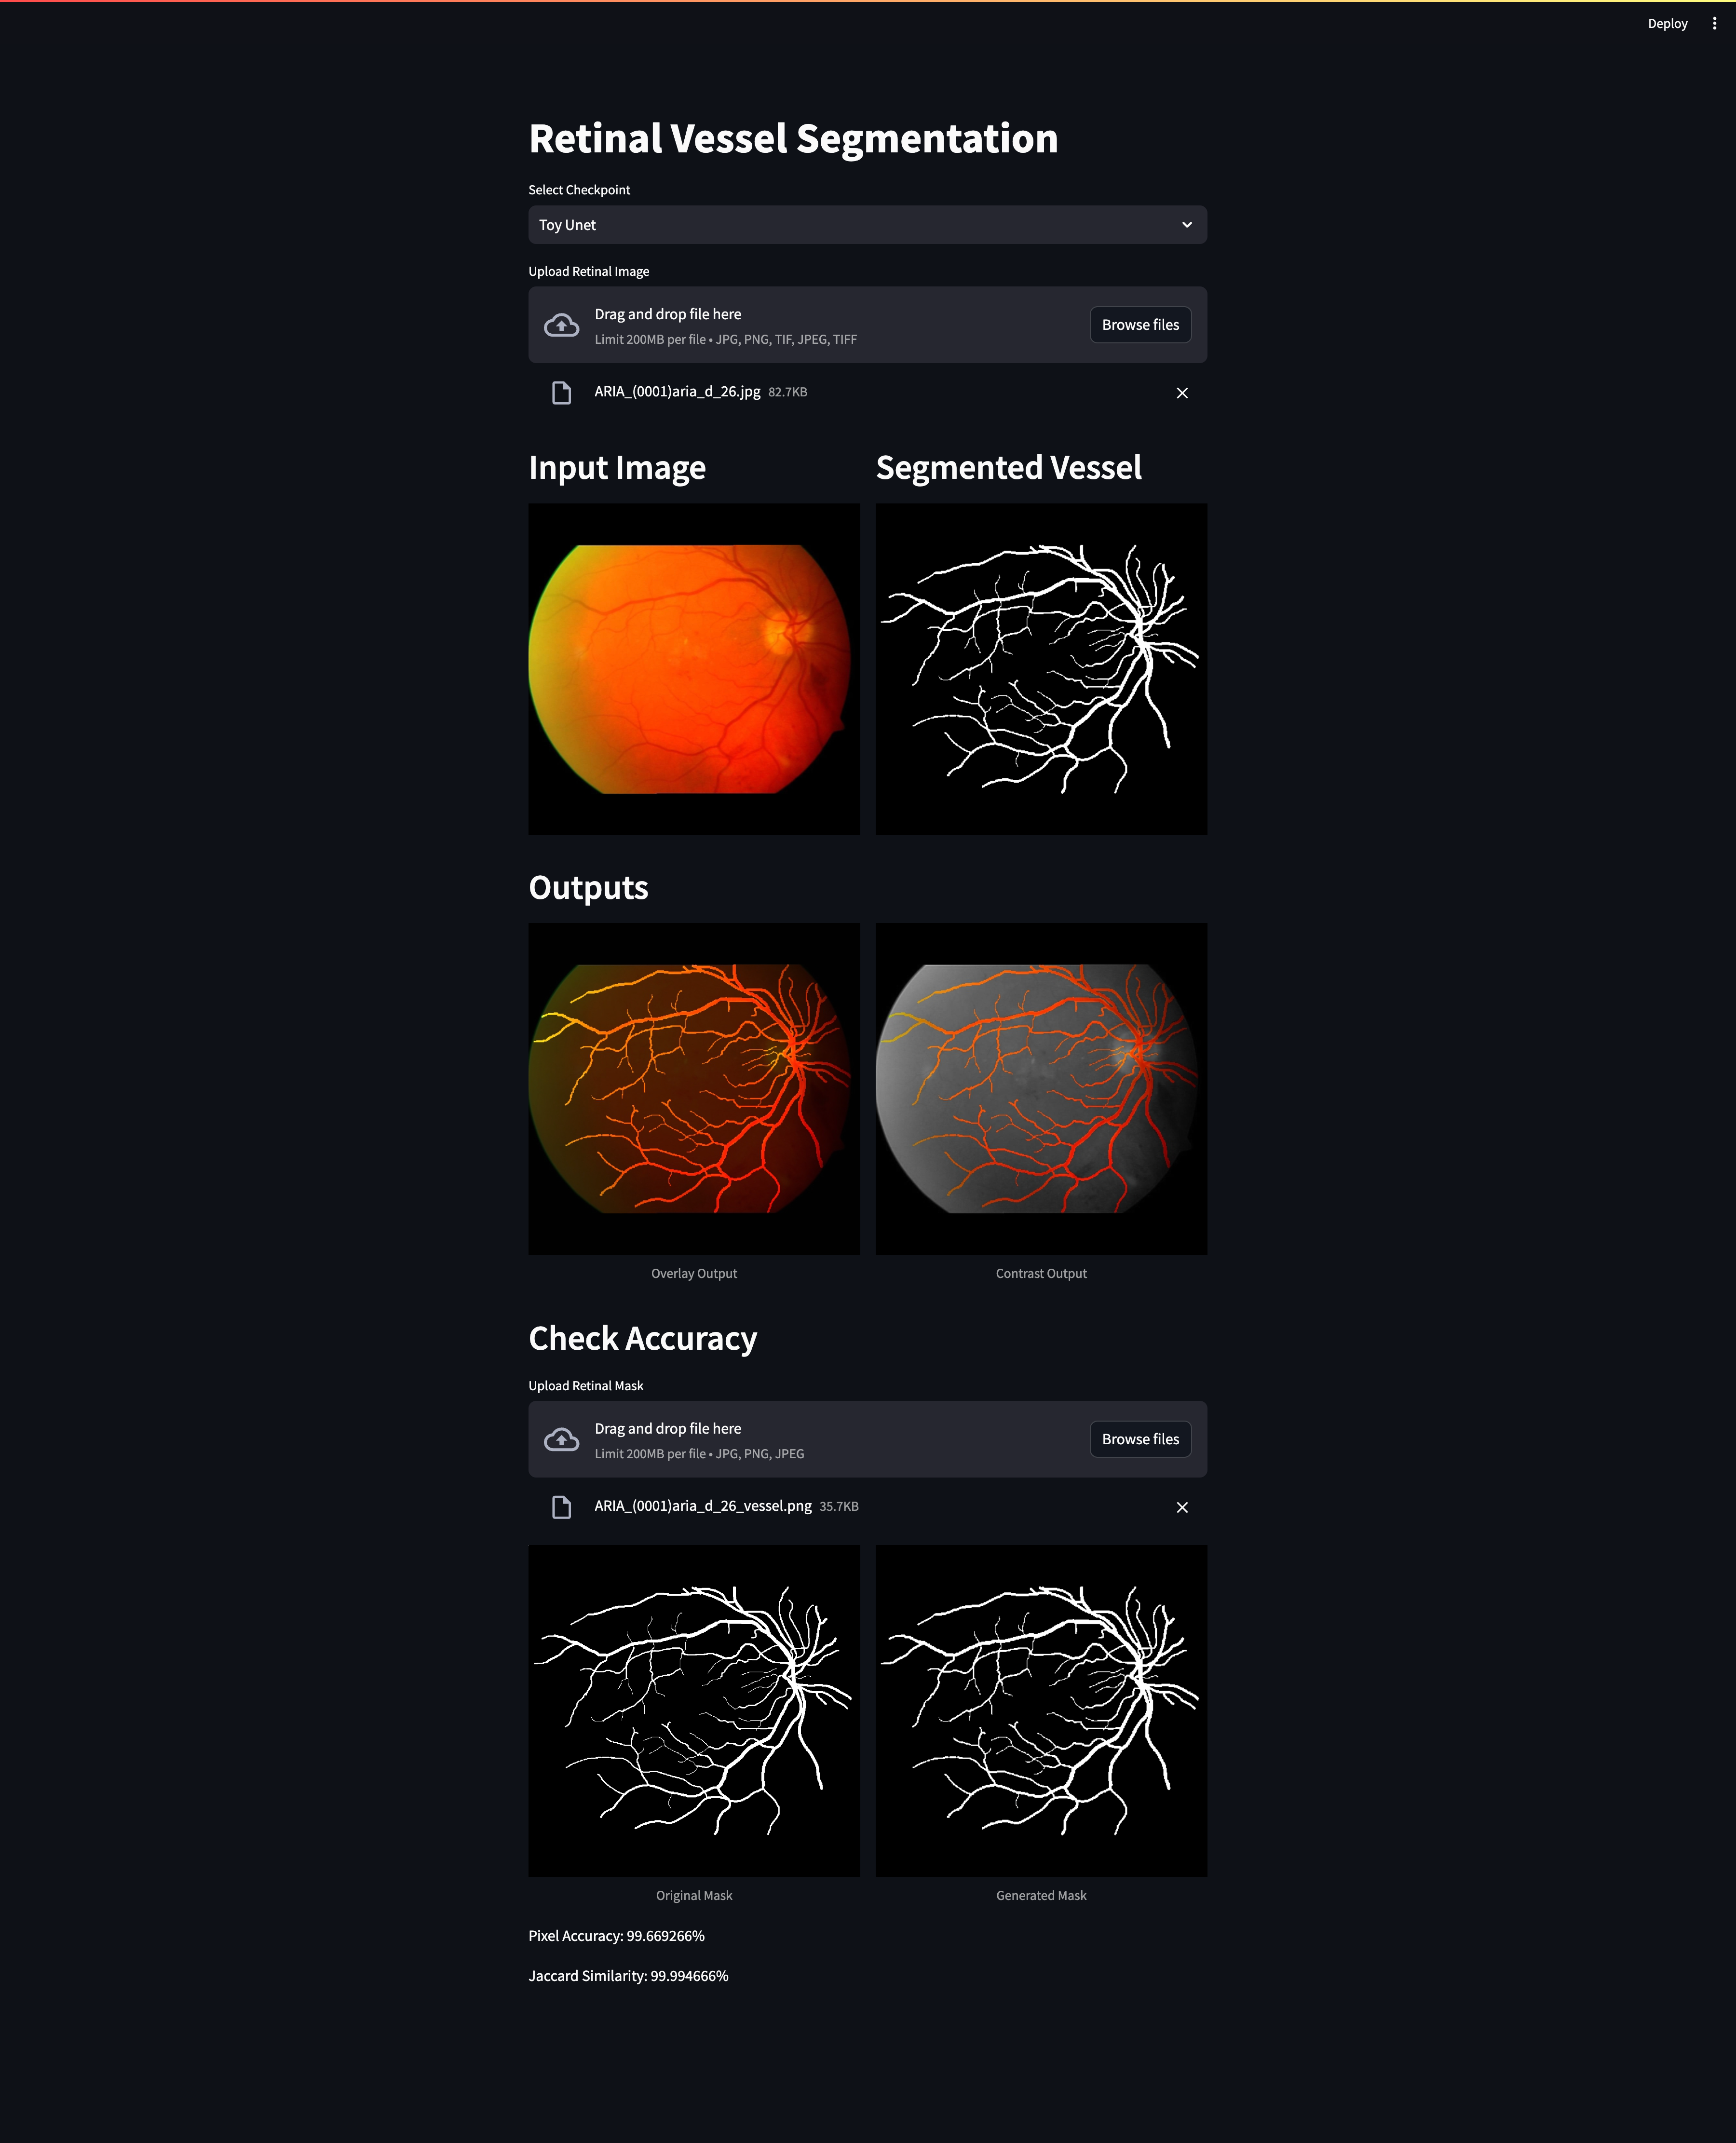 Deploy
Retinal Vessel Segmentation
Select Checkpoint
Toy Unet
Upload Retinal Image
Drag and drop file here
Limit 200MB per file • JPG, PNG, TIF, JPEG, TIFF
Browse files
ARIA_(0001)aria_d_26.jpg 82.7KB
Input Image
Segmented Vessel
Outputs
Overlay Output
Contrast Output
Check Accuracy
Upload Retinal Mask
Drag and drop file here
Limit 200MB per file • JPG, PNG, JPEG
Browse files
ARIA_(0001)aria_d_26_vessel.png 35.7KB
Original Mask
Generated Mask
Pixel Accuracy: 99.669266%
Jaccard Similarity: 99.994666%